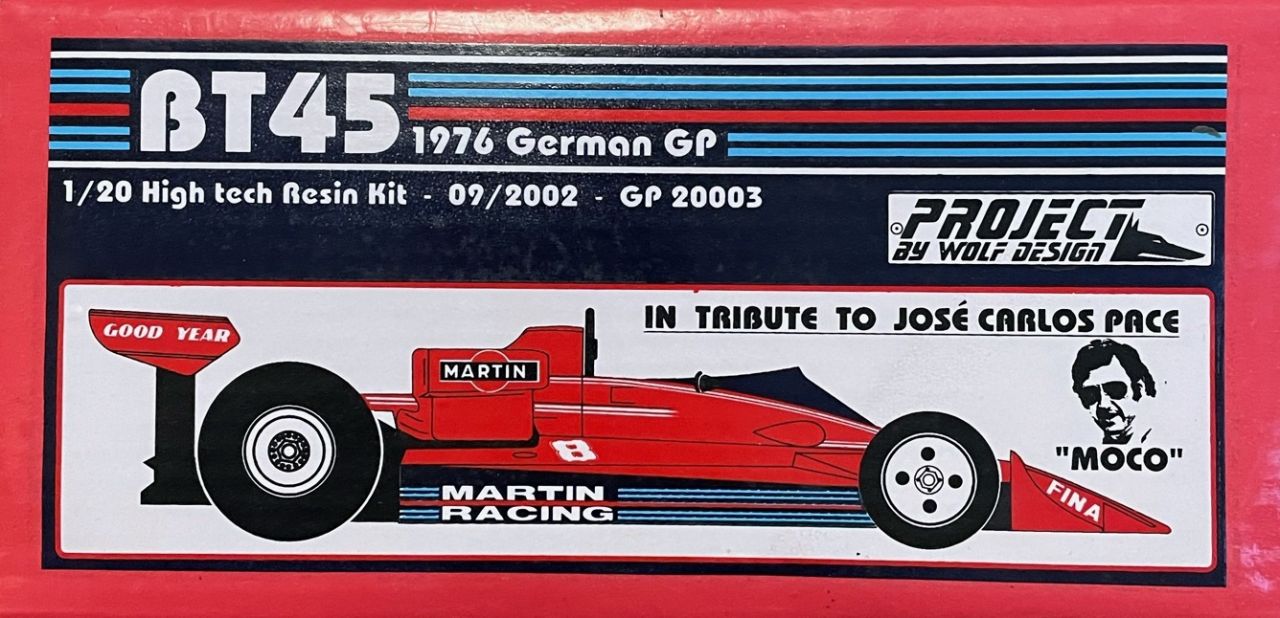 BT45
1976 German GP
1/20 High tech Resin Kit - 09/2002 - GP 20003
PROJECT
BY WOLF DESIGN
IN TRIBUTE TO JOSÉ CARLOS PACE
GOOD YEAR
MARTIN
8
"MOCO"
MARTIN
RACING
FINA